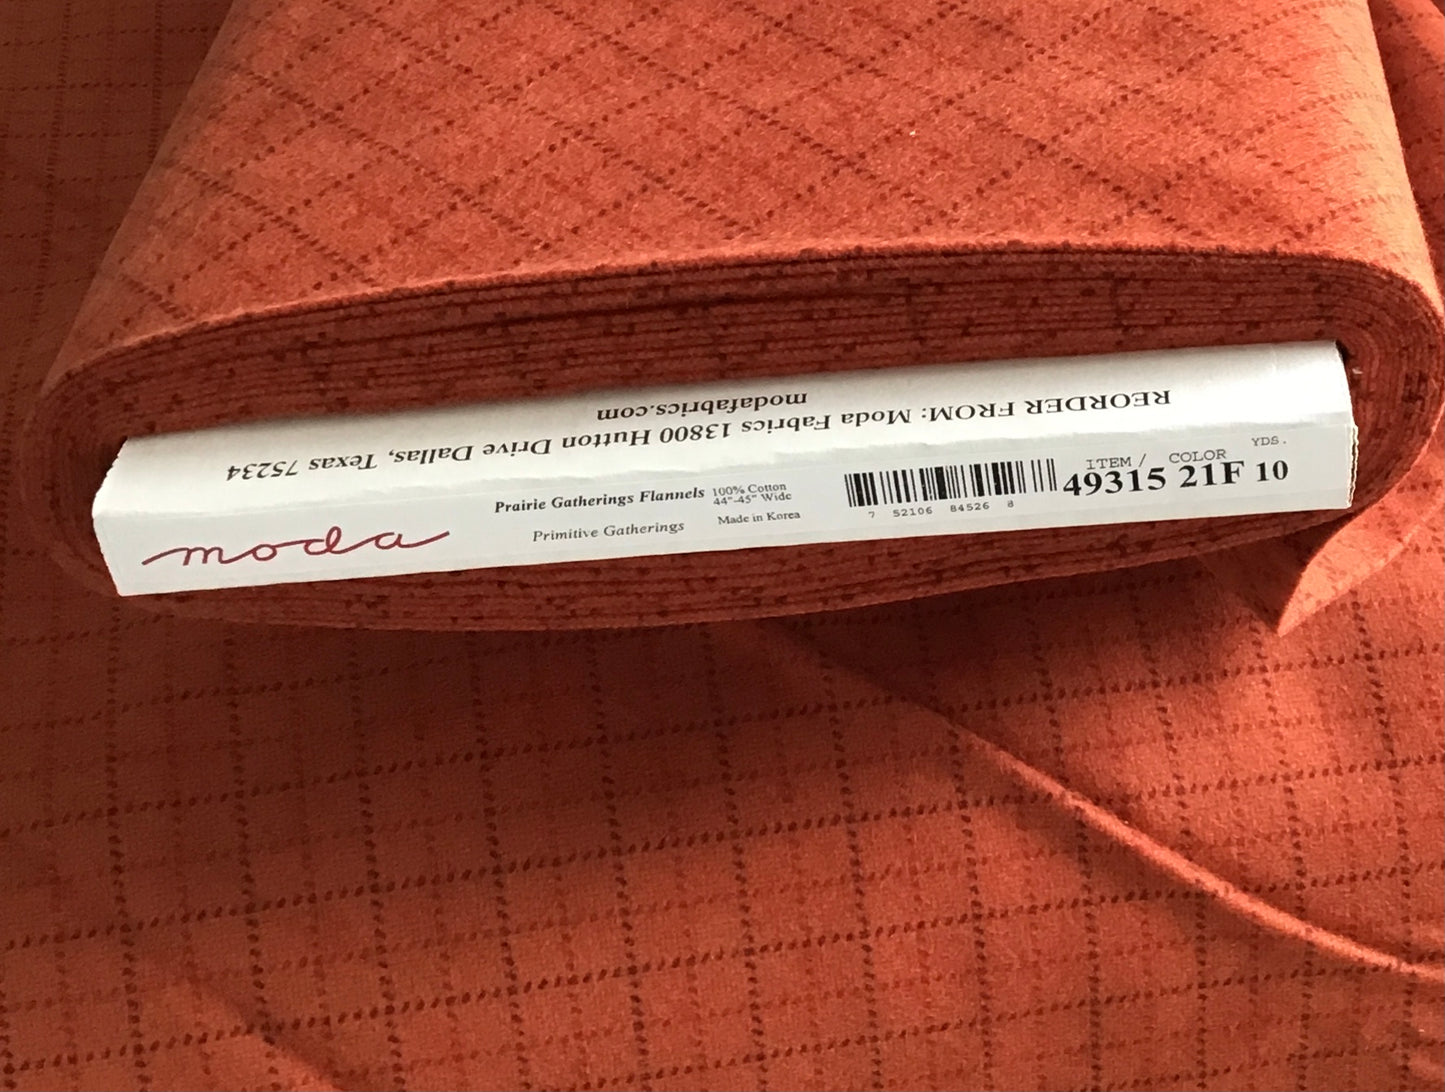 REORDER FROM: Moda Fabrics 13800 Hutton Drive Dallas, Texas 75234
modafabrics.com
moda
Prairie Gatherings Flannels
Primitive Gatherings
100% Cotton
44"-45" Wide
Made in Korea
7 52106 84526 8
ITEM / COLOR YDS.
49315 21F 10